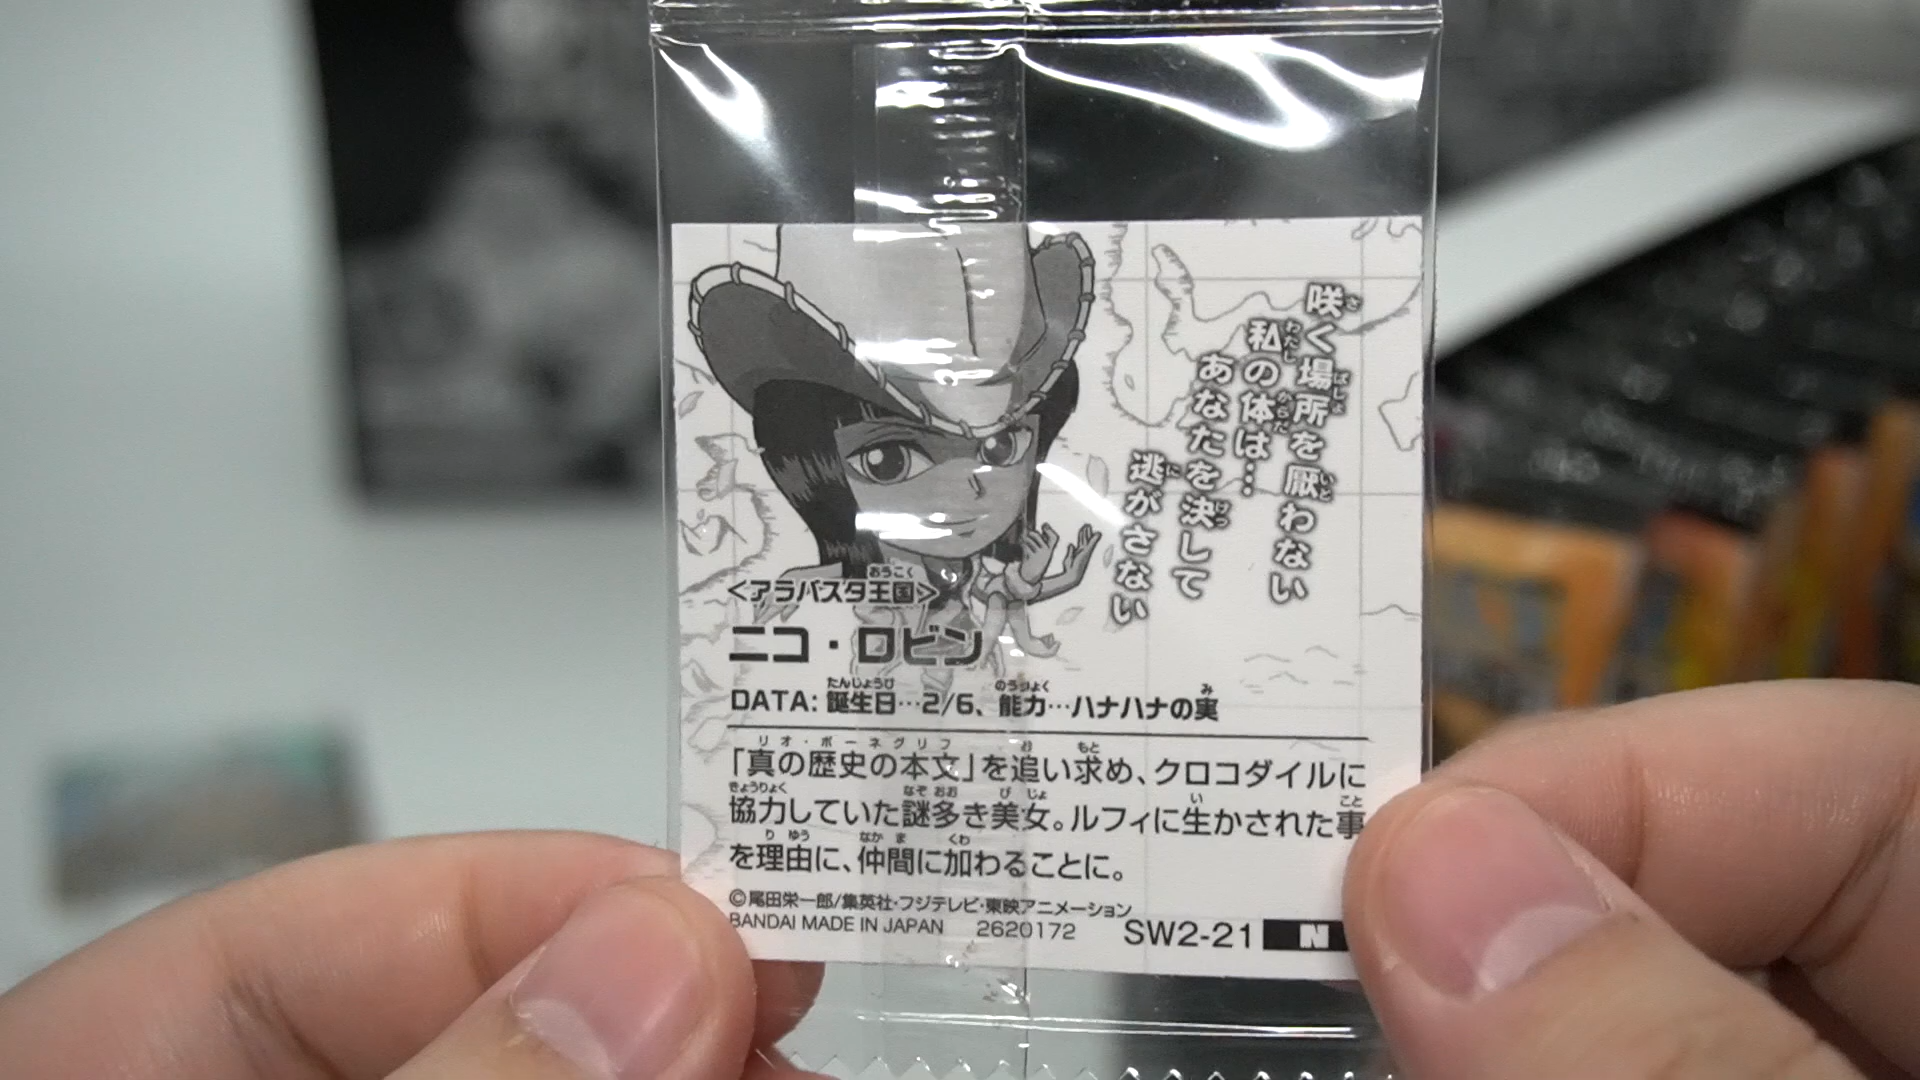 咲く場所を厭わない
私の体は…
あなたを決して
逃がさない
<アラバスタ王国>
ニコ・ロビン
DATA: 誕生日…2/6、能力…ハナハナの実
「真の歴史の本文」を追い求め、クロコダイルに
協力していた謎多き美女。ルフィに生かされた事
を理由に、仲間に加わることに。
©尾田栄一郎/集英社・フジテレビ・東映アニメーション
BANDAI MADE IN JAPAN 2620172 SW2-21 N